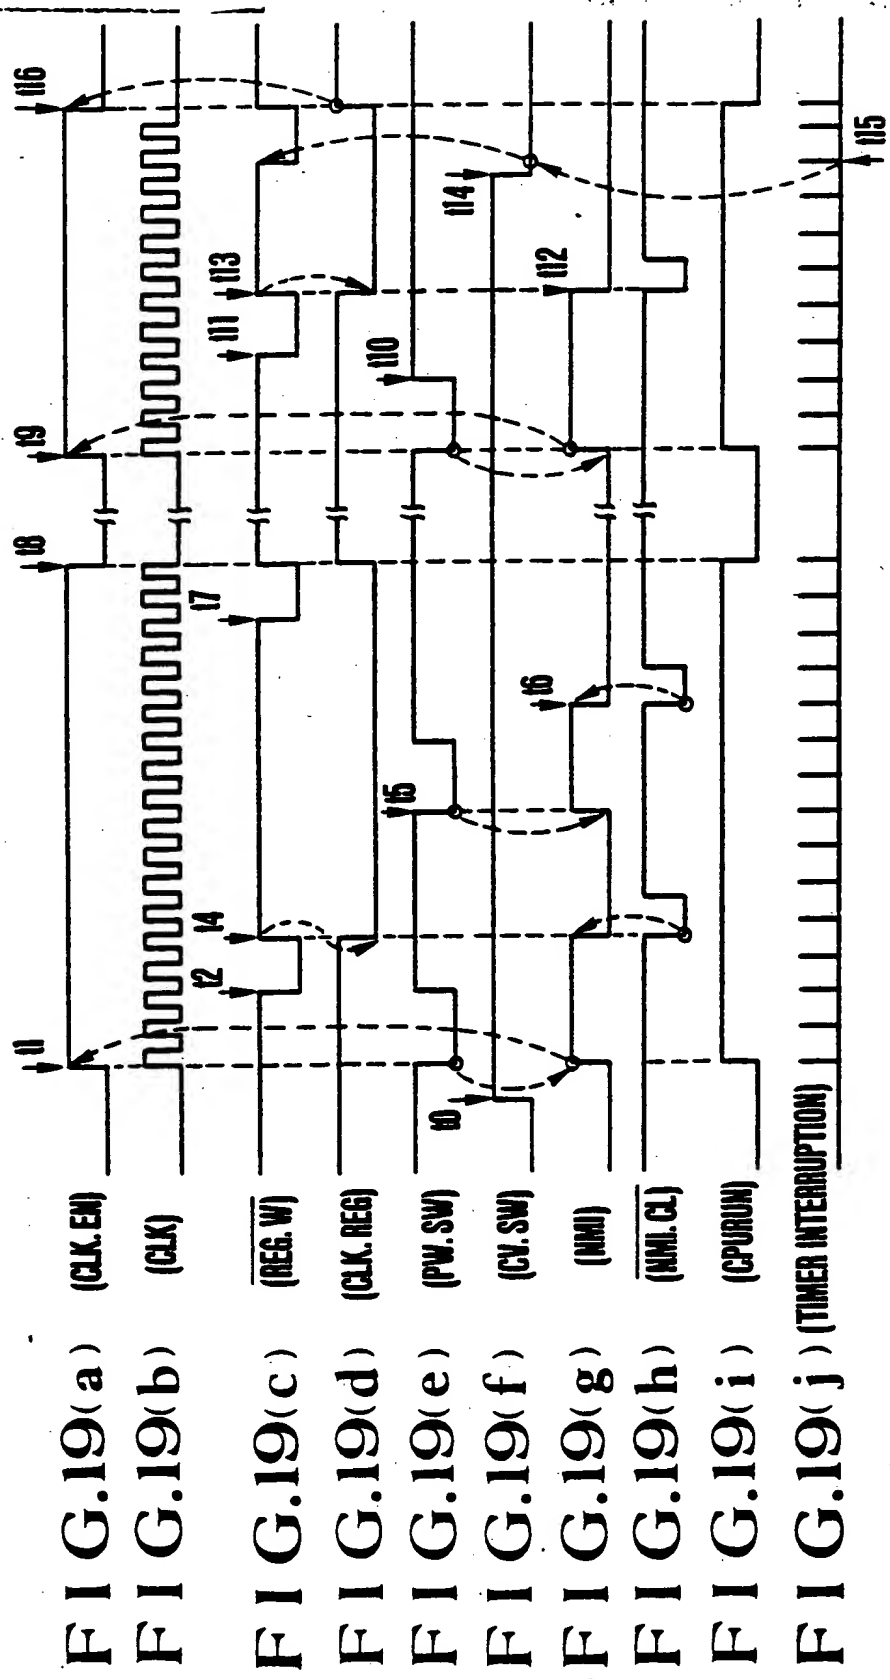 t1 t8 t9 t16
FIG.19(a) (CLK. EN)
FIG.19(b) (CLK)
t2 t4 t7 t11 t13
FIG.19(c) (REG. W)
FIG.19(d) (CLK. REG)
t5 t10
FIG.19(e) (PW. SW)
t0 t14
FIG.19(f) (CV. SW)
t6 t12
FIG.19(g) (NMI)
FIG.19(h) (NMI. CL)
FIG.19(i) (CPURUN)
FIG.19(j) (TIMER INTERRUPTION)
t15